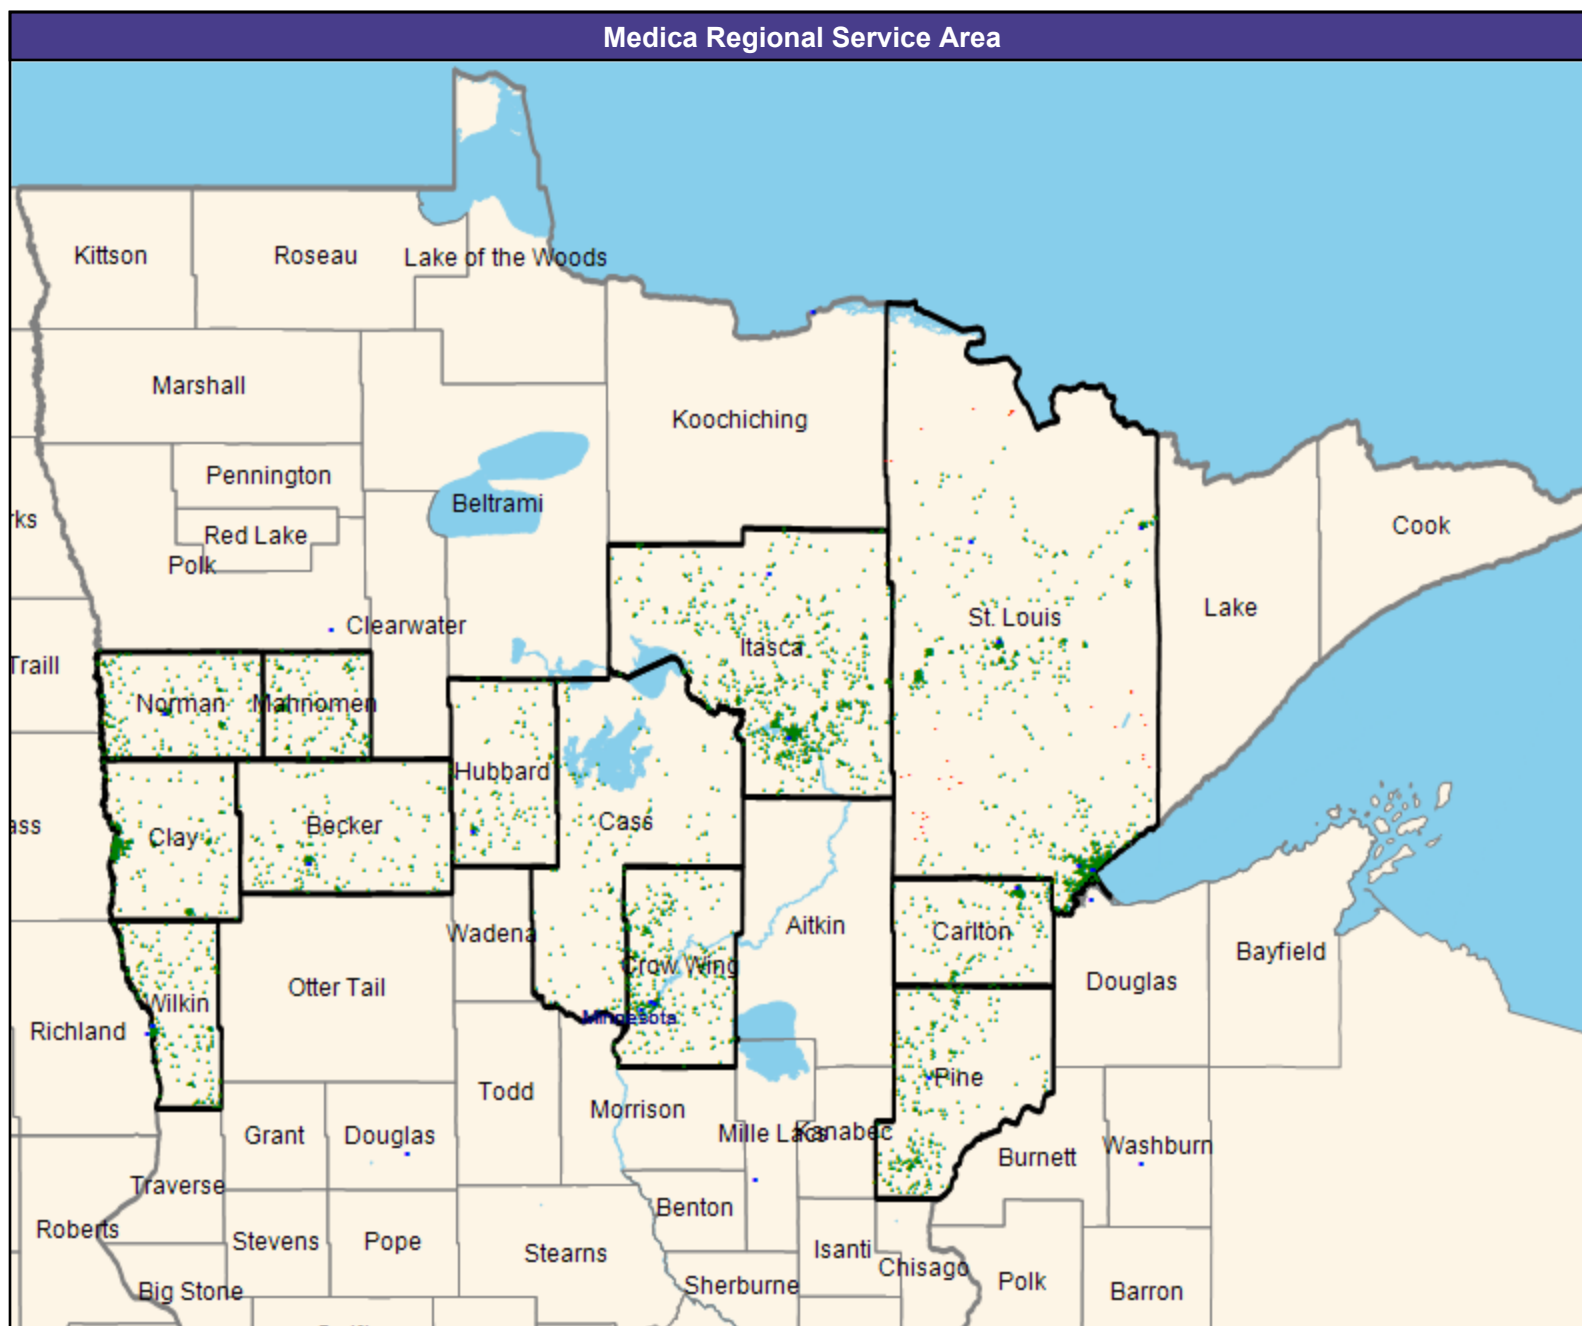 Medica Regional Service Area
Kittson
Roseau
Lake of the Woods
Marshall
Koochiching
Pennington
Beltrami
rks
Red Lake
Cook
Polk
Lake
St. Louis
Clearwater
Itasca
Traill
Norman
Mahnomen
Hubbard
Cass
ass
Clay
Becker
Aitkin
Carlton
Wadena
Bayfield
Crow Wing
Douglas
Otter Tail
Wilkin
Minnesota
Richland
Pine
Todd
Morrison
Grant
Douglas
Mille Lacs
Kanabec
Washburn
Burnett
Traverse
Benton
Roberts
Stevens
Pope
Stearns
Isanti
Chisago
Polk
Sherburne
Big Stone
Barron